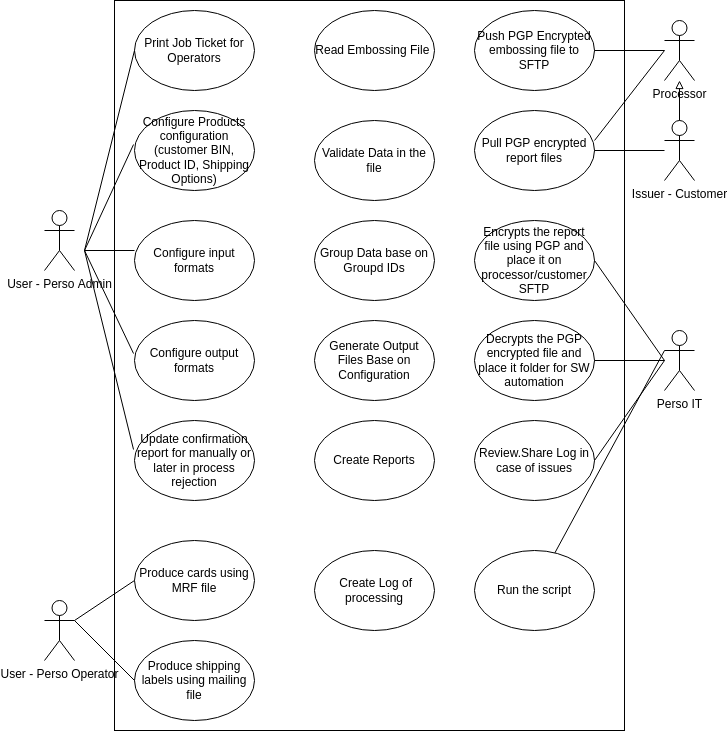 Print Job Ticket for
Operators
Read Embossing File
Push PGP Encrypted
embossing file to
SFTP
Processor
Configure Products
configuration
(customer BIN,
Product ID, Shipping
Options)
Validate Data in the
file
Pull PGP encrypted
report files
Issuer - Customer
User - Perso Admin
Configure input
formats
Group Data base on
Groupd IDs
Encrypts the report
file using PGP and
place it on
processor/customer
SFTP
Configure output
formats
Generate Output
Files Base on
Configuration
Decrypts the PGP
encrypted file and
place it folder for SW
automation
Perso IT
Update confirmation
report for manually or
later in process
rejection
Create Reports
Review.Share Log in
case of issues
Produce cards using
MRF file
Create Log of
processing
Run the script
User - Perso Operator
Produce shipping
labels using mailing
file